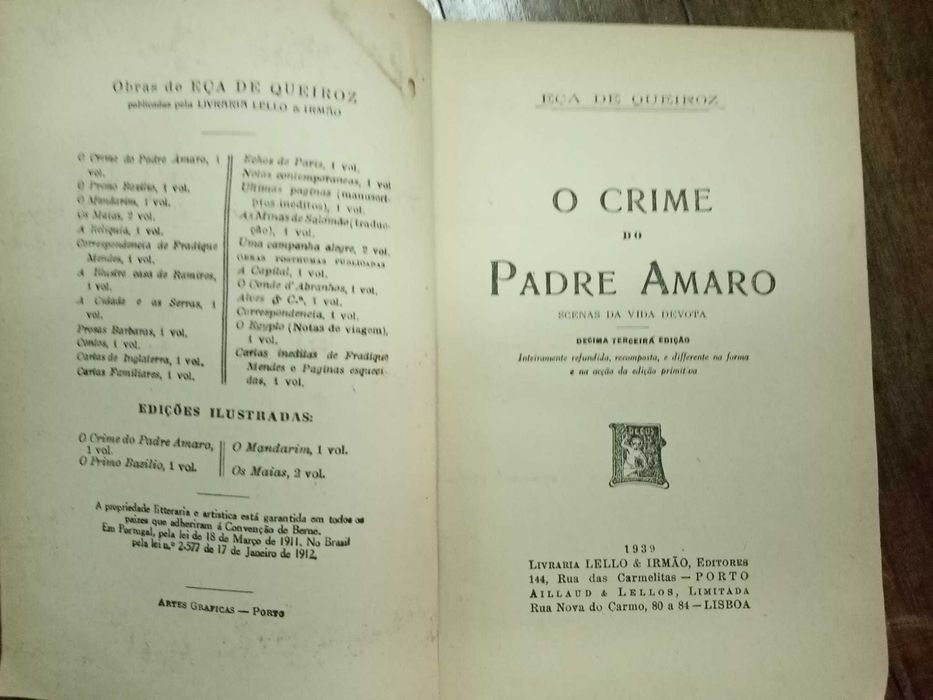 Obras de EÇA DE QUEIROZ
publicadas pela LIVRARIA LELLO & IRMÃO
O Crime do Padre Amaro, 1
vol.
O Primo Bazilio, 1 vol.
O Mandarim, 1 vol.
Os Maias, 2 vol.
A Reliquia, 1 vol.
Correspondencia de Fradique
Mendes, 1 vol.
A Illustre casa de Ramires,
1 vol.
A Cidade e as Serras, 1
vol.
Prosas Barbaras, 1 vol.
Contos, 1 vol.
Cartas de Inglaterra, 1 vol.
Cartas Familiares, 1 vol.
Echos de Paris, 1 vol.
Notas contemporaneas, 1 vol
Ultimas paginas (manuscri-
ptos ineditos), 1 vol.
As Minas de Salomão (tradu-
cção), 1 vol.
Uma campanha alegre, 2 vol.
OBRAS POSTHUMAS PUBLICADAS
A Capital, 1 vol.
O Conde d'Abranhos, 1 vol.
Alves & C.ª, 1 vol.
Correspondencia, 1 vol.
O Egypto (Notas de viagem),
1 vol.
Cartas ineditas de Fradique
Mendes e Paginas esqueci-
das, 1 vol.
EDIÇÕES ILUSTRADAS:
O Crime do Padre Amaro,
1 vol.
O Primo Bazilio, 1 vol.
O Mandarim, 1 vol.
Os Maias, 2 vol.
A propriedade litteraria e artistica está garantida em todos os
paizes que adheriram á Convenção de Berne.
Em Portugal, pela lei de 18 de Março de 1911. No Brasil
pela lei n.º 2.577 de 17 de Janeiro de 1912.
ARTES GRAFICAS — PORTO
EÇA DE QUEIROZ
O CRIME
DO
PADRE AMARO
SCENAS DA VIDA DEVOTA
DECIMA TERCEIRA EDIÇÃO
Inteiramente refundida, recomposta, e differente na forma
e na acção da edição primitiva
DECUS
1939
LIVRARIA LELLO & IRMÃO, EDITORES
144, Rua das Carmelitas — PORTO
AILLAUD & LELLOS, LIMITADA
Rua Nova do Carmo, 80 a 84 — LISBOA